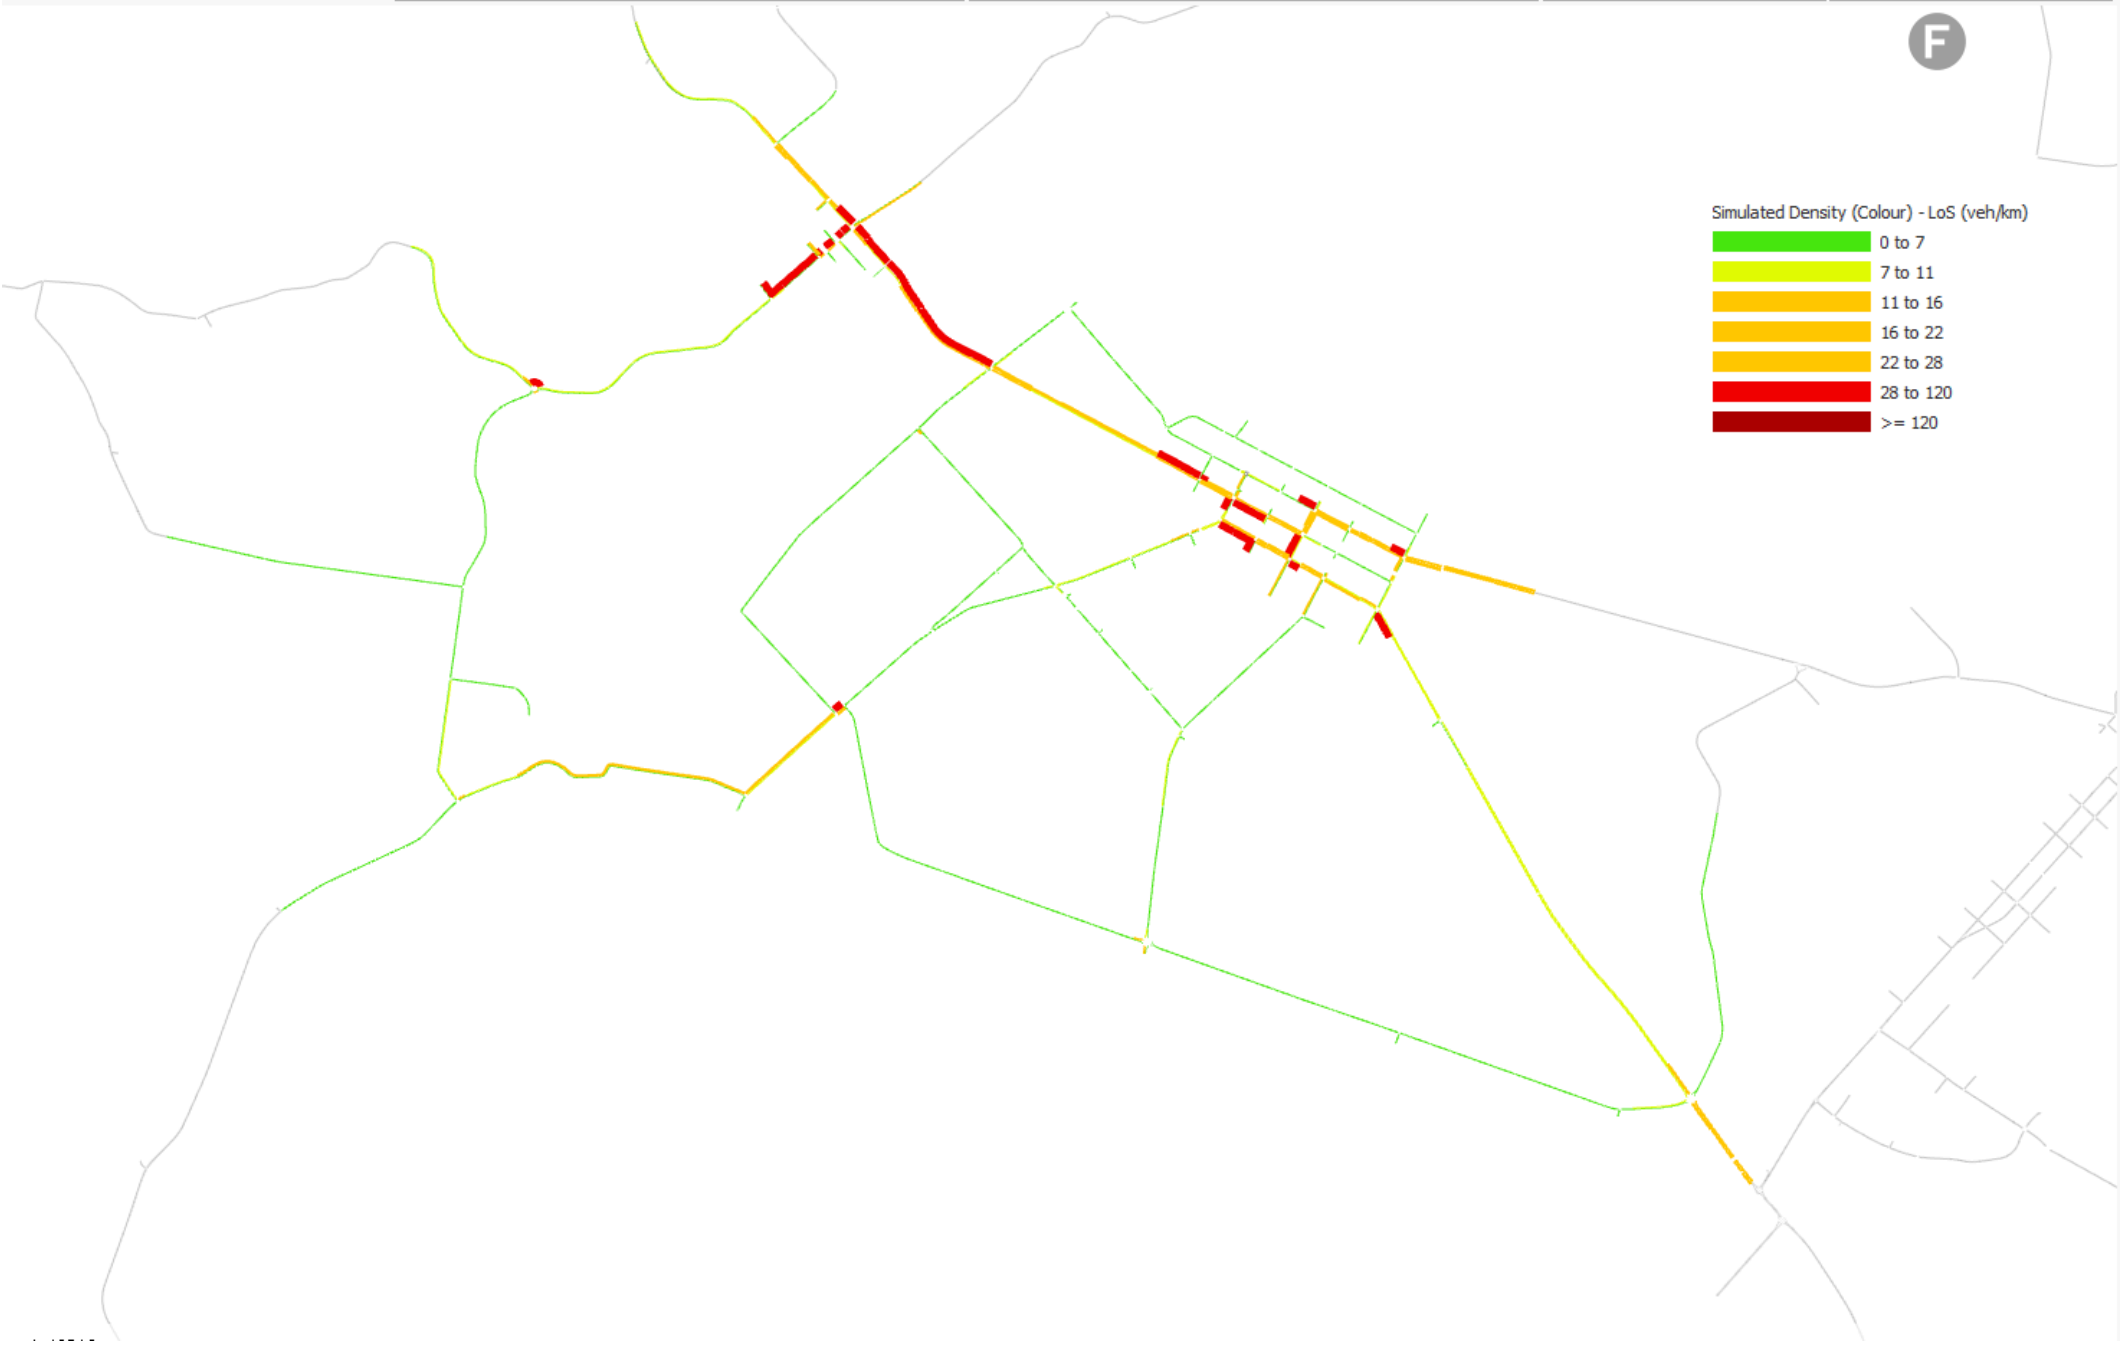 F
Simulated Density (Colour) - LoS (veh/km)
0 to 7
7 to 11
11 to 16
16 to 22
22 to 28
28 to 120
>= 120